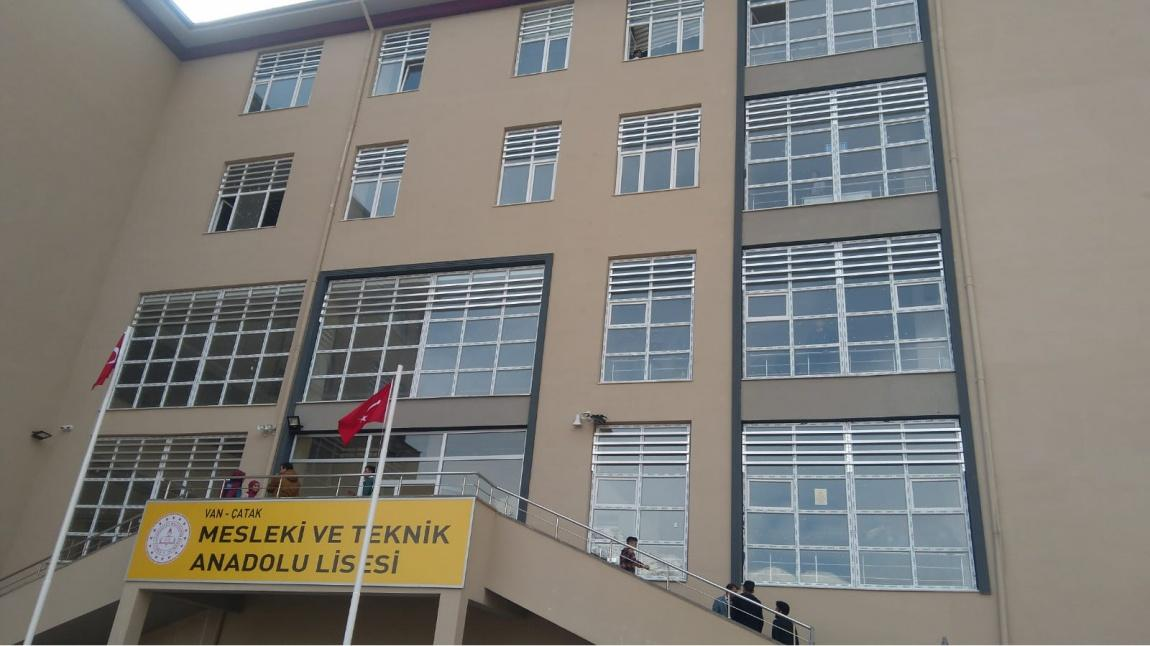 VAN - ÇATAK
MESLEKİ VE TEKNİK
ANADOLU LİSESİ